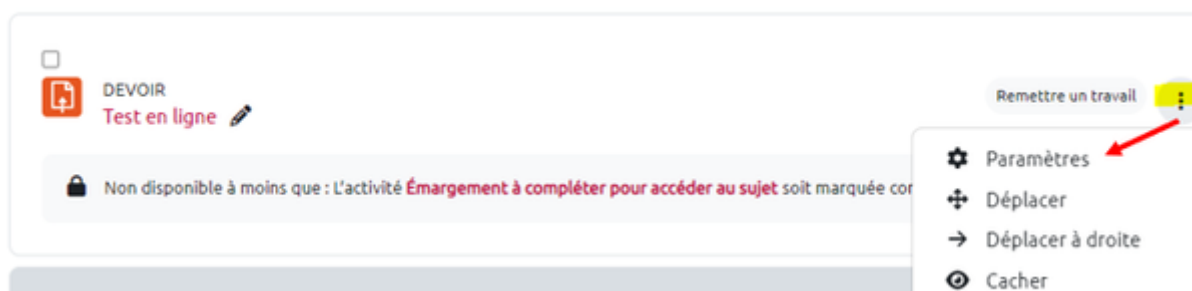 DEVOIR
Test en ligne
Remettre un travail
Non disponible à moins que : L'activité Émargement à compléter pour accéder au sujet soit marquée
Paramètres
Déplacer
Déplacer à droite
Cacher